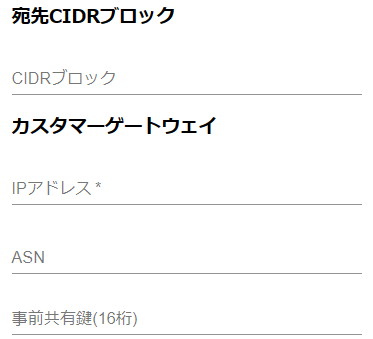 宛先CIDRブロック
CIDRブロック
カスタマーゲートウェイ
IPアドレス *
ASN
事前共有鍵(16桁)